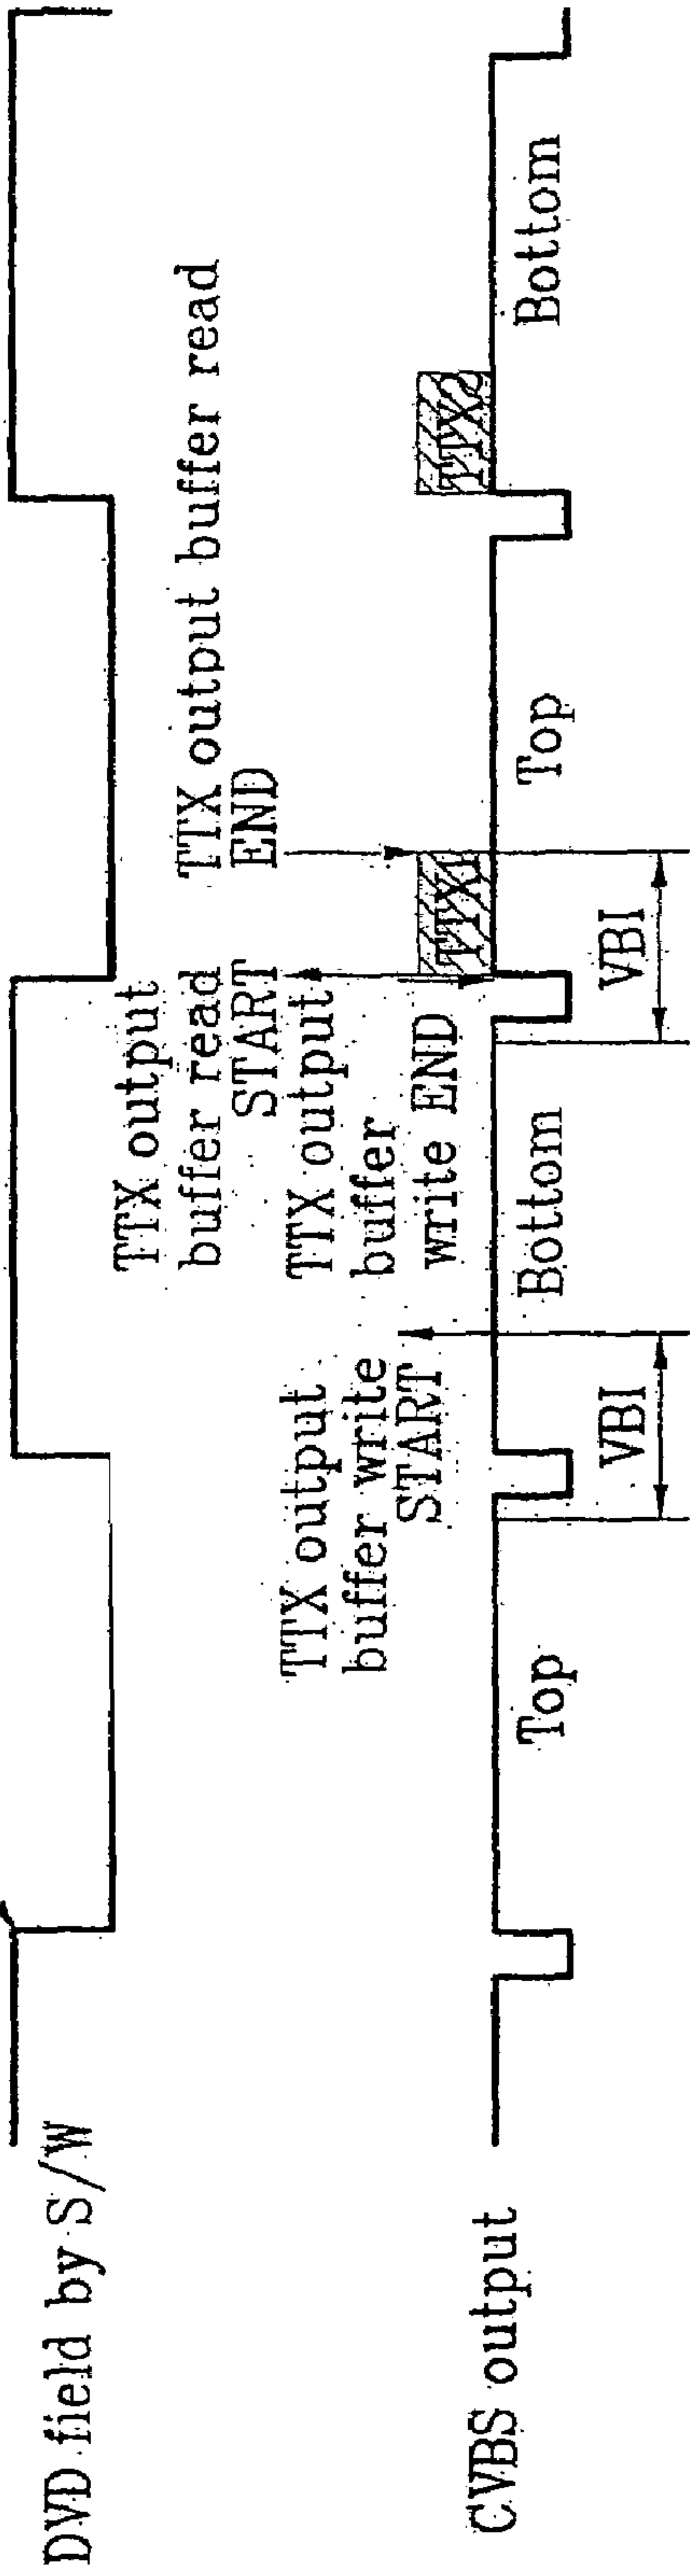 DVD field by S/W
TTX output
buffer read
START
TTX output buffer read
END
TTX output
buffer write
START
TTX output
buffer
write END
TTX1
TTX2
CVBS output
Top
Bottom
Top
Bottom
VBI
VBI